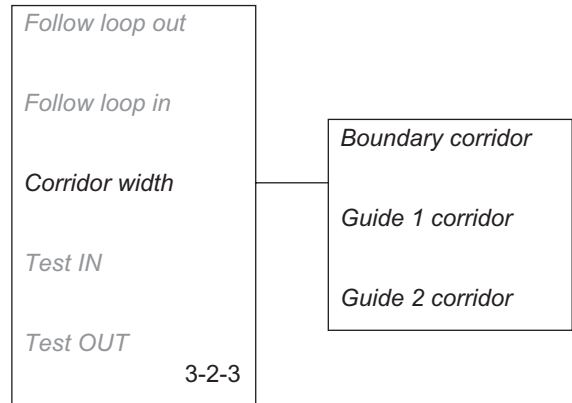 Follow loop out
Follow loop in
Corridor width
Test IN
Test OUT
3-2-3
Boundary corridor
Guide 1 corridor
Guide 2 corridor